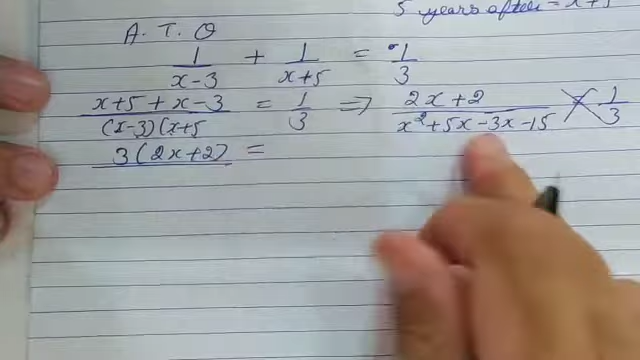 5 years after = x+5
A. T. Q
1/(x-3) + 1/(x+5) = 1/3
(x+5+x-3)/((x-3)(x+5) = 1/3 ⇒ (2x+2)/(x²+5x-3x-15) × 1/3
3(2x+2) =